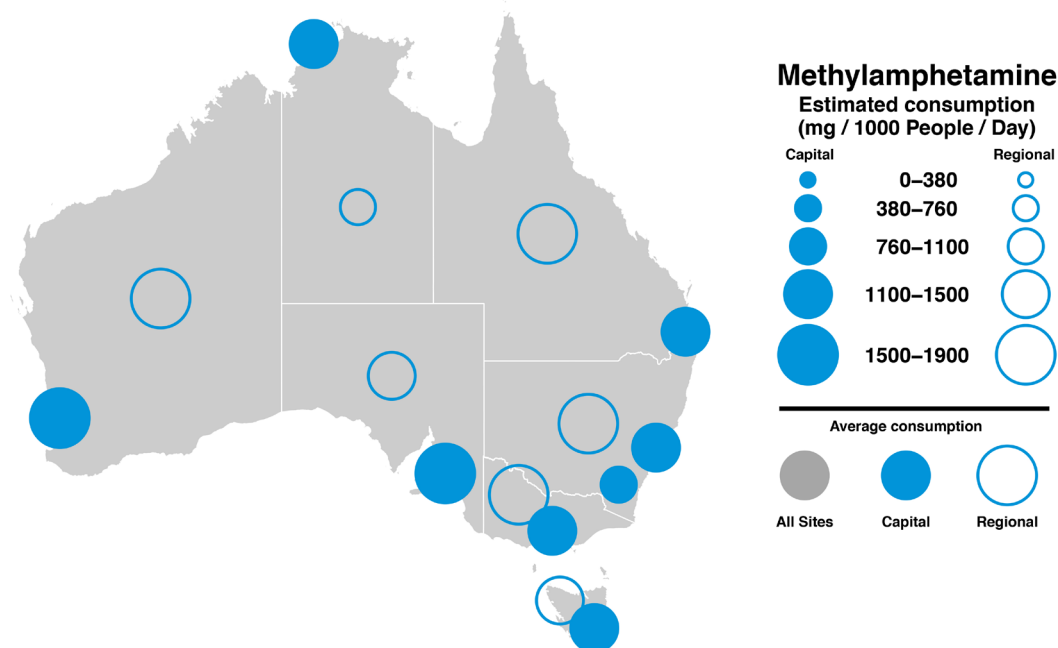 Methylamphetamine
Estimated consumption
(mg / 1000 People / Day)
Capital Regional
0–380
380–760
760–1100
1100–1500
1500–1900
Average consumption
All Sites Capital Regional